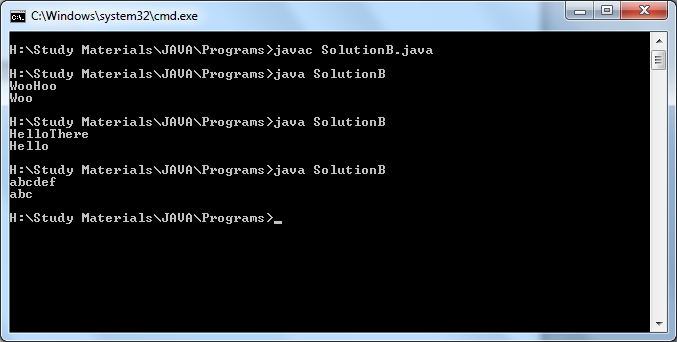 C:\Windows\system32\cmd.exe
H:\Study Materials\JAVA\Programs>javac SolutionB.java
H:\Study Materials\JAVA\Programs>java SolutionB
WooHoo
Woo
H:\Study Materials\JAVA\Programs>java SolutionB
HelloThere
Hello
H:\Study Materials\JAVA\Programs>java SolutionB
abcdef
abc
H:\Study Materials\JAVA\Programs>_